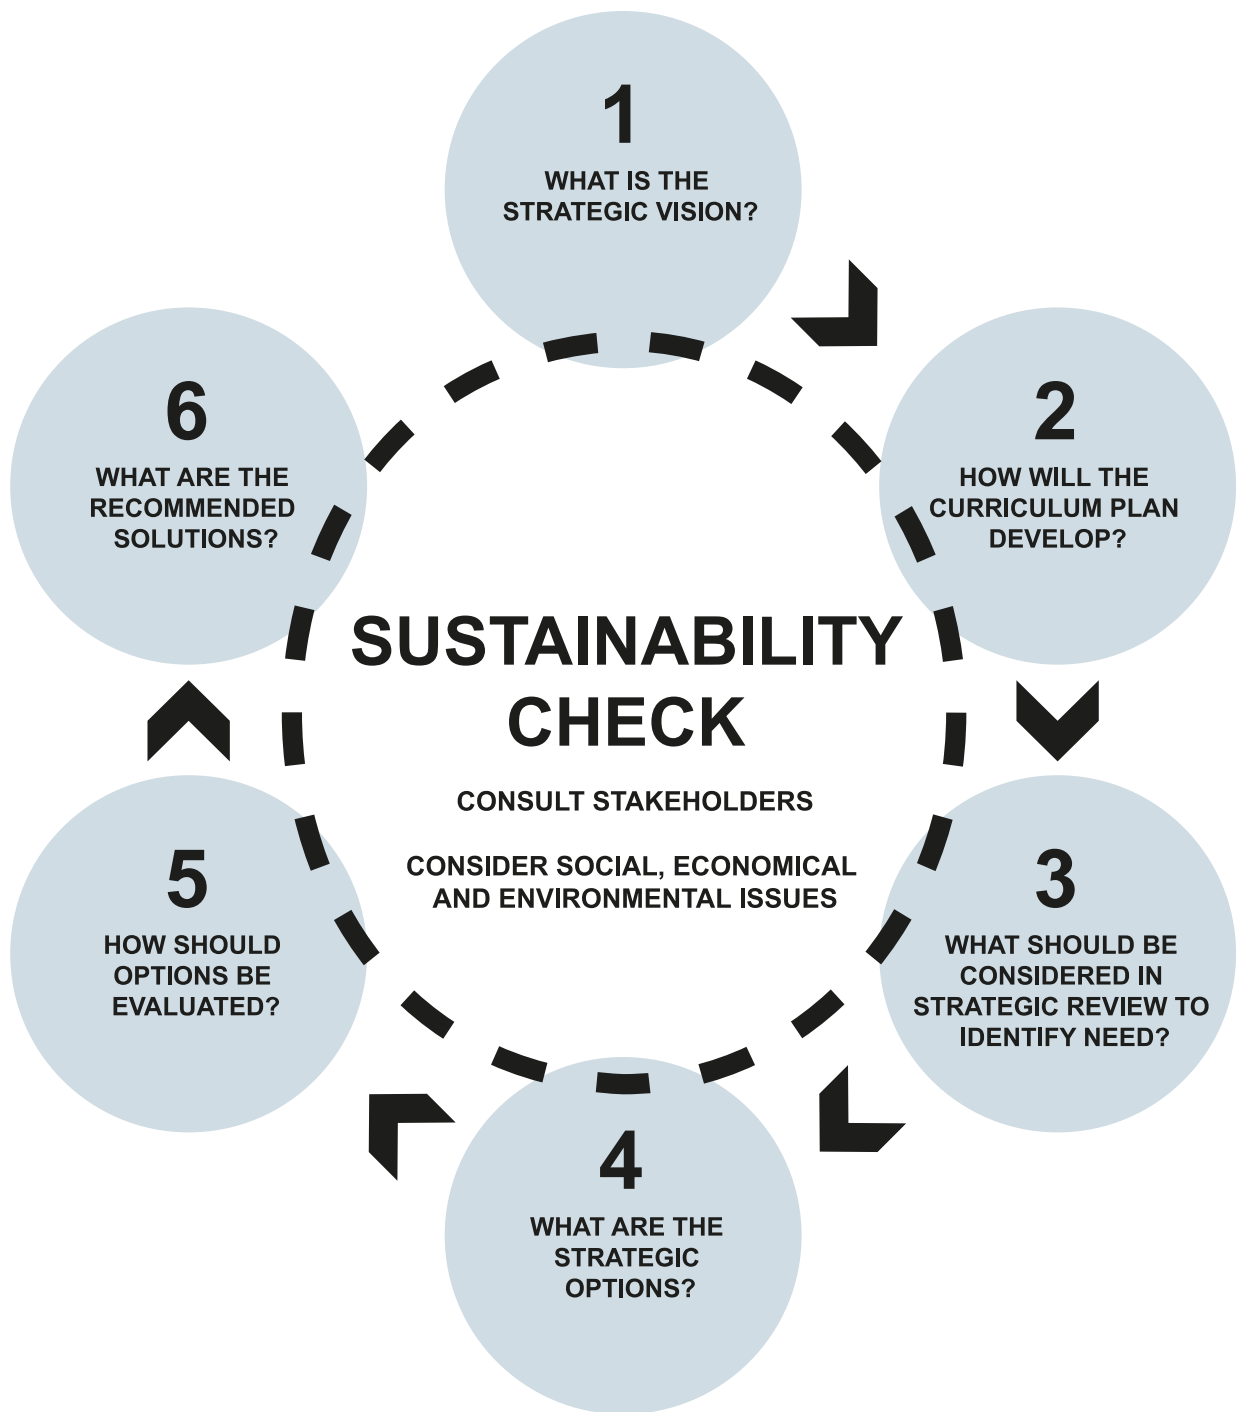 1
WHAT IS THE
STRATEGIC VISION?
2
HOW WILL THE
CURRICULUM PLAN
DEVELOP?
3
WHAT SHOULD BE
CONSIDERED IN
STRATEGIC REVIEW TO
IDENTIFY NEED?
4
WHAT ARE THE
STRATEGIC
OPTIONS?
5
HOW SHOULD
OPTIONS BE
EVALUATED?
6
WHAT ARE THE
RECOMMENDED
SOLUTIONS?
SUSTAINABILITY
CHECK
CONSULT STAKEHOLDERS
CONSIDER SOCIAL, ECONOMICAL
AND ENVIRONMENTAL ISSUES